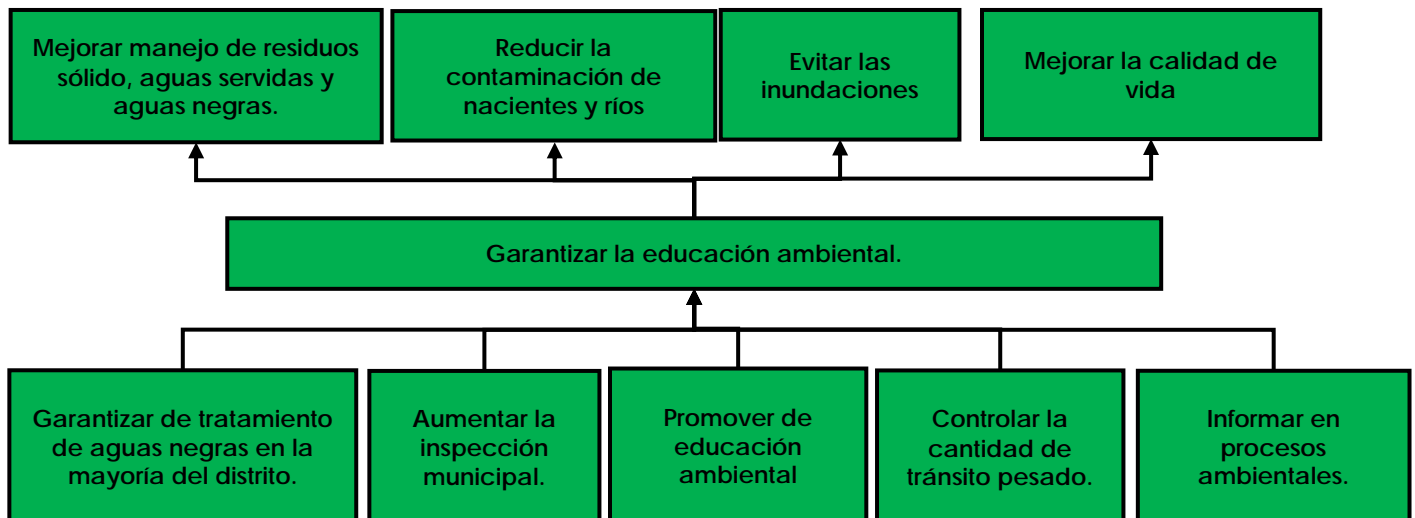 Mejorar manejo de residuos
sólido, aguas servidas y
aguas negras.
Reducir la
contaminación de
nacientes y ríos
Evitar las
inundaciones
Mejorar la calidad de
vida
Garantizar la educación ambiental.
Garantizar de tratamiento
de aguas negras en la
mayoría del distrito.
Aumentar la
inspección
municipal.
Promover de
educación
ambiental
Controlar la
cantidad de
tránsito pesado.
Informar en
procesos
ambientales.